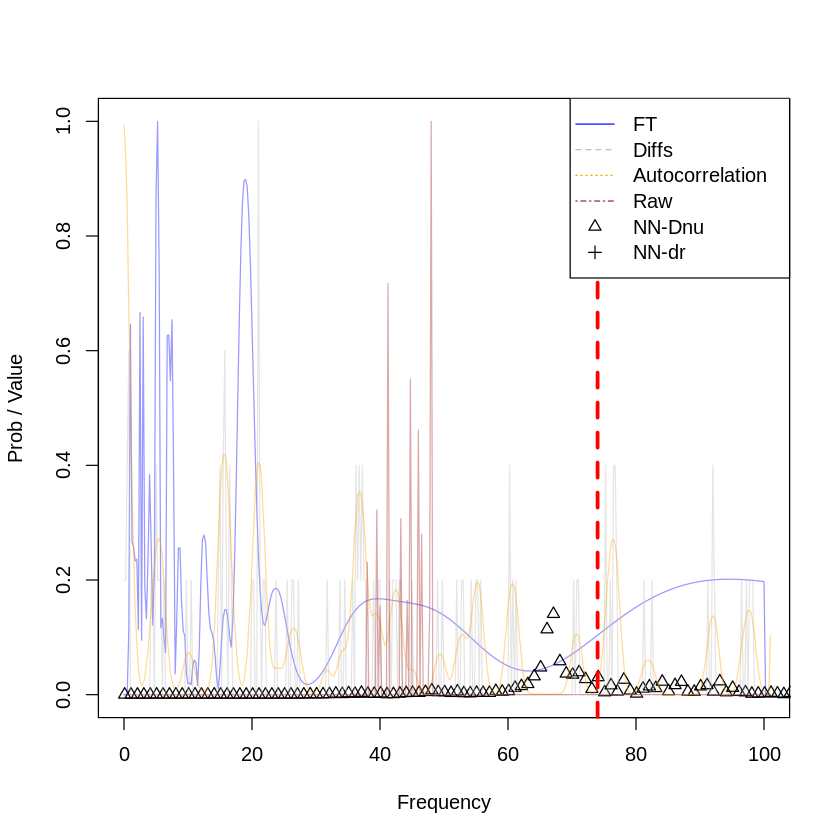 FT
Diffs
Autocorrelation
Raw
NN-Dnu
NN-dr
1.0
0.8
0.6
0.4
0.2
0.0
Prob / Value
0 20 40 60 80 100
Frequency